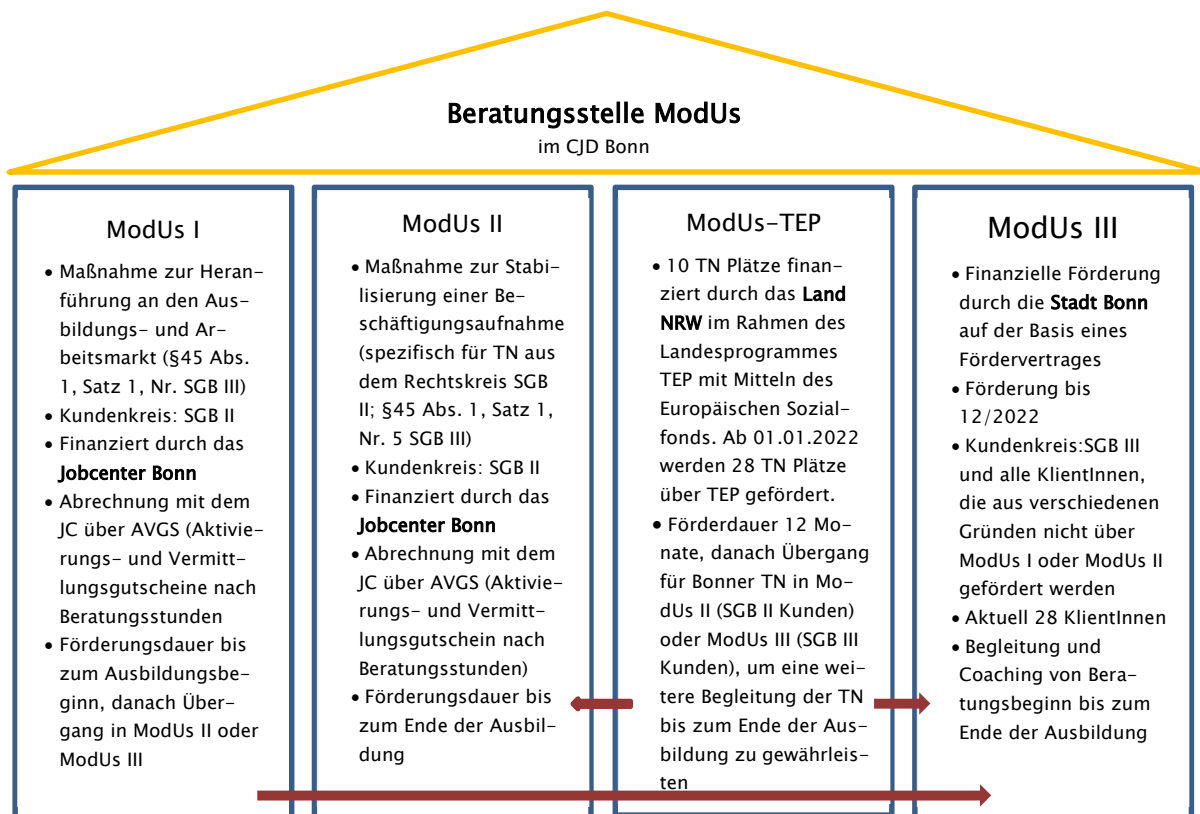 Beratungsstelle ModUs
im CJD Bonn
ModUs I
• Maßnahme zur Heran-
führung an den Aus-
bildungs- und Ar-
beitsmarkt (§45 Abs.
1, Satz 1, Nr. SGB III)
• Kundenkreis: SGB II
• Finanziert durch das
Jobcenter Bonn
• Abrechnung mit dem
JC über AVGS (Aktivie-
rungs- und Vermitt-
lungsgutscheine nach
Beratungsstunden
• Förderungsdauer bis
zum Ausbildungsbe-
ginn, danach Über-
gang in ModUs II oder
ModUs III
ModUs II
• Maßnahme zur Stabi-
lisierung einer Be-
schäftigungsaufnahme
(spezifisch für TN aus
dem Rechtskreis SGB
II; §45 Abs. 1, Satz 1,
Nr. 5 SGB III)
• Kundenkreis: SGB II
• Finanziert durch das
Jobcenter Bonn
• Abrechnung mit dem
JC über AVGS (Aktivie-
rungs- und Vermitt-
lungsgutschein nach
Beratungsstunden)
• Förderungsdauer bis
zum Ende der Ausbil-
dung
ModUs-TEP
• 10 TN Plätze finan-
ziert durch das Land
NRW im Rahmen des
Landesprogrammes
TEP mit Mitteln des
Europäischen Sozial-
fonds. Ab 01.01.2022
werden 28 TN Plätze
über TEP gefördert.
• Förderdauer 12 Mo-
nate, danach Übergang
für Bonner TN in Mo-
dUs II (SGB II Kunden)
oder ModUs III (SGB III
Kunden), um eine wei-
tere Begleitung der TN
bis zum Ende der Aus-
bildung zu gewährleis-
ten
ModUs III
• Finanzielle Förderung
durch die Stadt Bonn
auf der Basis eines
Fördervertrages
• Förderung bis
12/2022
• Kundenkreis:SGB III
und alle KlientInnen,
die aus verschiedenen
Gründen nicht über
ModUs I oder ModUs II
gefördert werden
• Aktuell 28 KlientInnen
• Begleitung und
Coaching von Bera-
tungsbeginn bis zum
Ende der Ausbildung